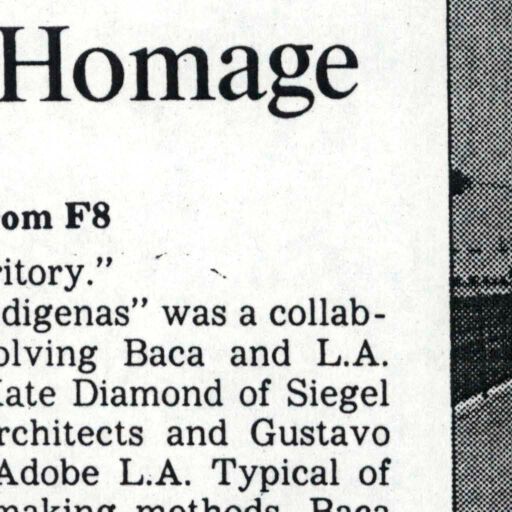 Homage
om F8
ritory.”
digenas” was a collab-
olving Baca and L.A.
ate Diamond of Siegel
rchitects and Gustavo
Adobe L.A. Typical of
making methods, Baca